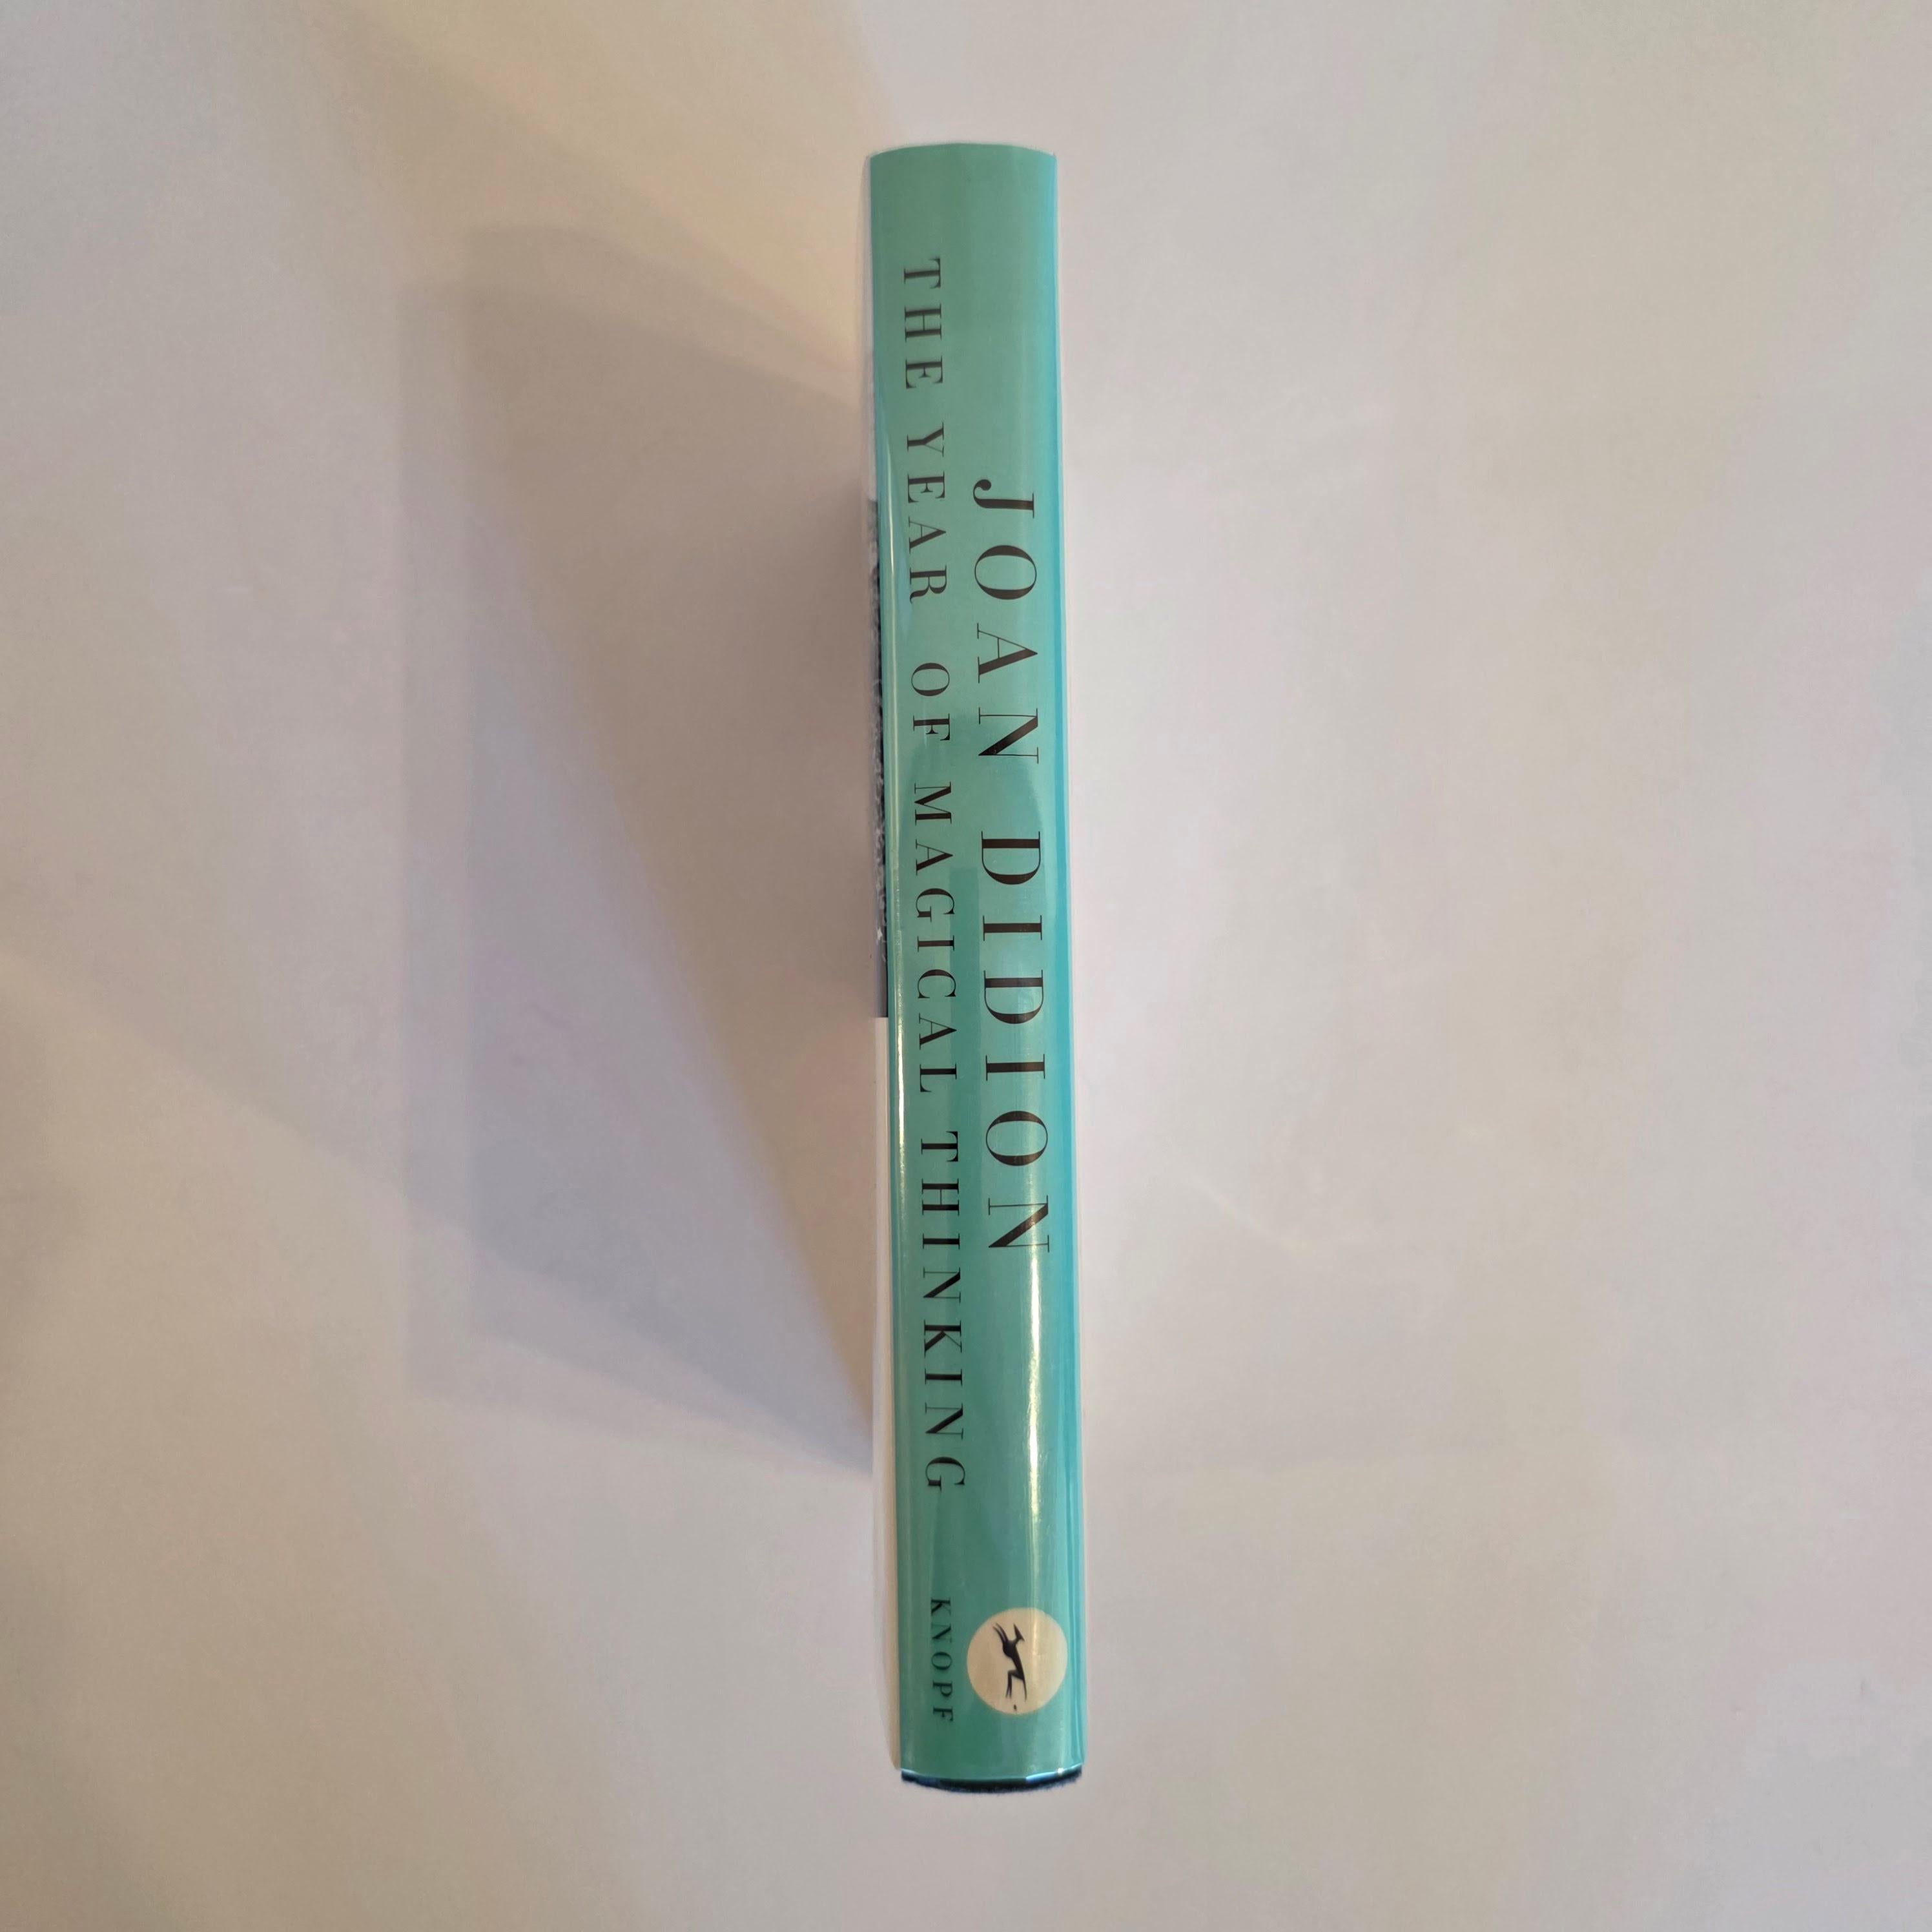 JOAN DIDION
THE YEAR OF MAGICAL THINKING
KNOPF